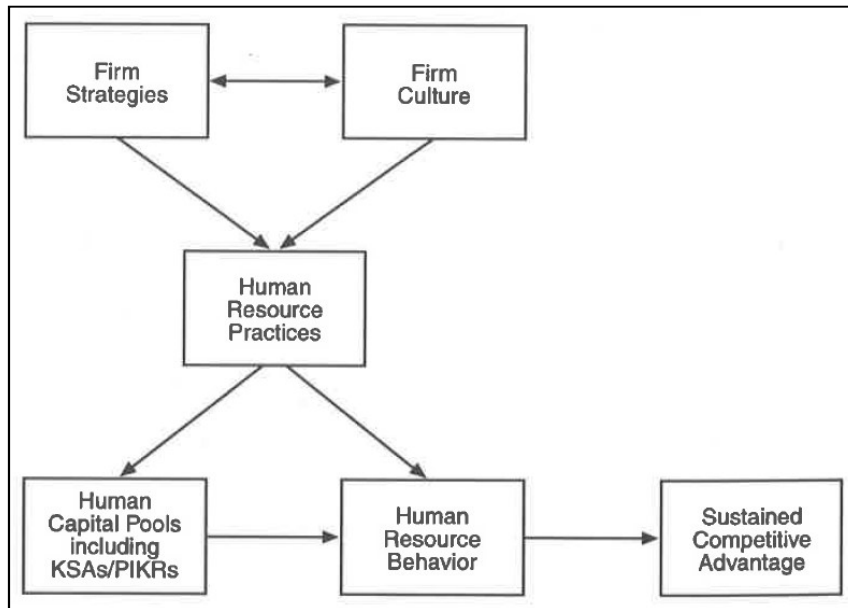 Firm
Strategies
Firm
Culture
Human
Resource
Practices
Human
Capital Pools
including
KSAs/PIKRs
Human
Resource
Behavior
Sustained
Competitive
Advantage